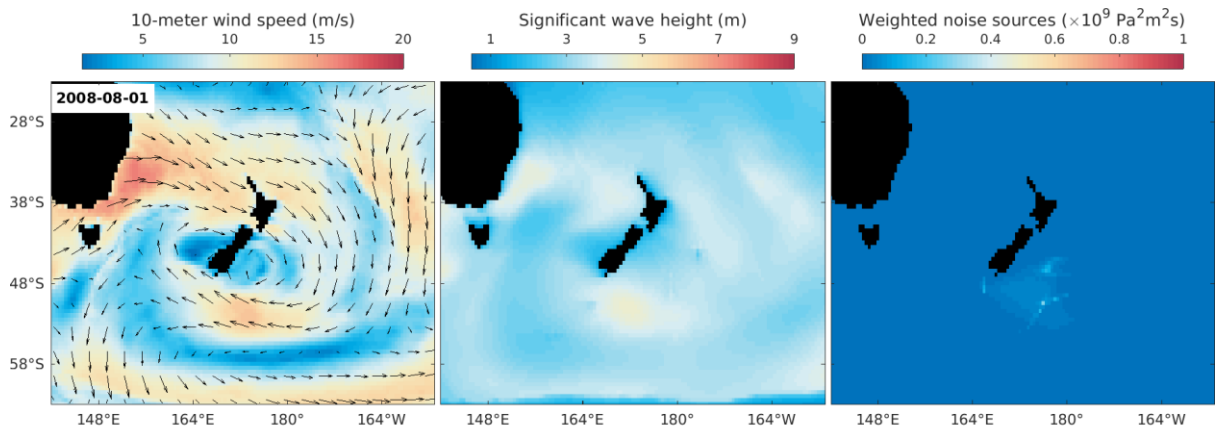 10-meter wind speed (m/s)
5 10 15 20
Significant wave height (m)
1 3 5 7 9
Weighted noise sources (×10⁹ Pa²m²s)
0 0.2 0.4 0.6 0.8 1
2008-08-01
28°S
38°S
48°S
58°S
148°E 164°E 180° 164°W
148°E 164°E 180° 164°W
164°E 180° 164°W